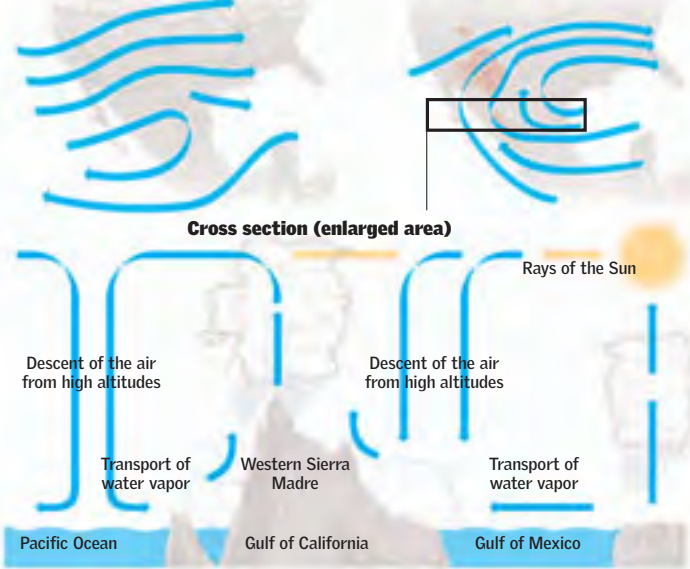 Cross section (enlarged area)
Rays of the Sun
Descent of the air
from high altitudes
Descent of the air
from high altitudes
Transport of
water vapor
Western Sierra
Madre
Transport of
water vapor
Pacific Ocean
Gulf of California
Gulf of Mexico